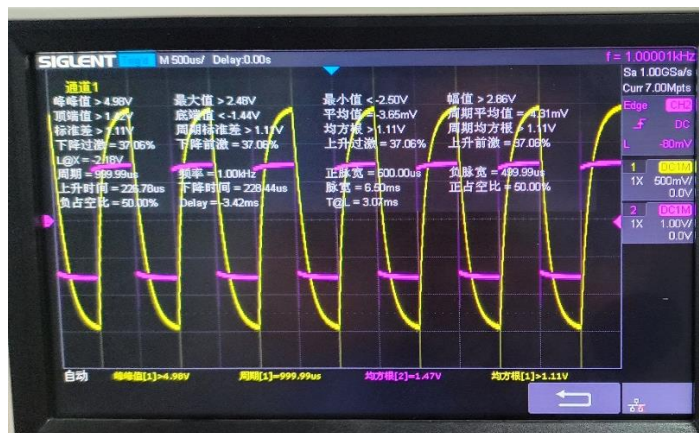 SIGLENT M 500us/ Delay:0.00s f = 1.00001kHz
Sa 1.00GSa/s
Curr 7.00Mpts
通道1
峰峰值 > 4.98V 最大值 > 2.48V 最小值 < -2.50V 幅值 > 2.86V
顶端值 > 1.42V 底端值 < -1.44V 平均值 = -3.65mV 周期平均值 = -4.31mV
标准差 > 1.11V 周期标准差 > 1.11V 均方根 > 1.11V 周期均方根 > 1.11V
下降过激 = 37.06% 下降前激 = 37.06% 上升过激 = 37.06% 上升前激 = 37.06%
L@X = -2.18V
周期 = 999.99us 频率 = 1.00kHz 正脉宽 = 500.00us 负脉宽 = 499.99us
上升时间 = 226.78us 下降时间 = 228.44us 脉宽 = 6.50ms 正占空比 = 50.00%
负占空比 = 50.00% Delay = -3.42ms T@L = 3.07ms
Edge CH2
DC
L -80mV
1 DC1M
1X 500mV/
0.0V
2 DC1M
1X 1.00V/
0.0V
自动 峰峰值[1]>4.98V 周期[1]=999.99us 均方根[2]=1.47V 均方根[1]>1.11V